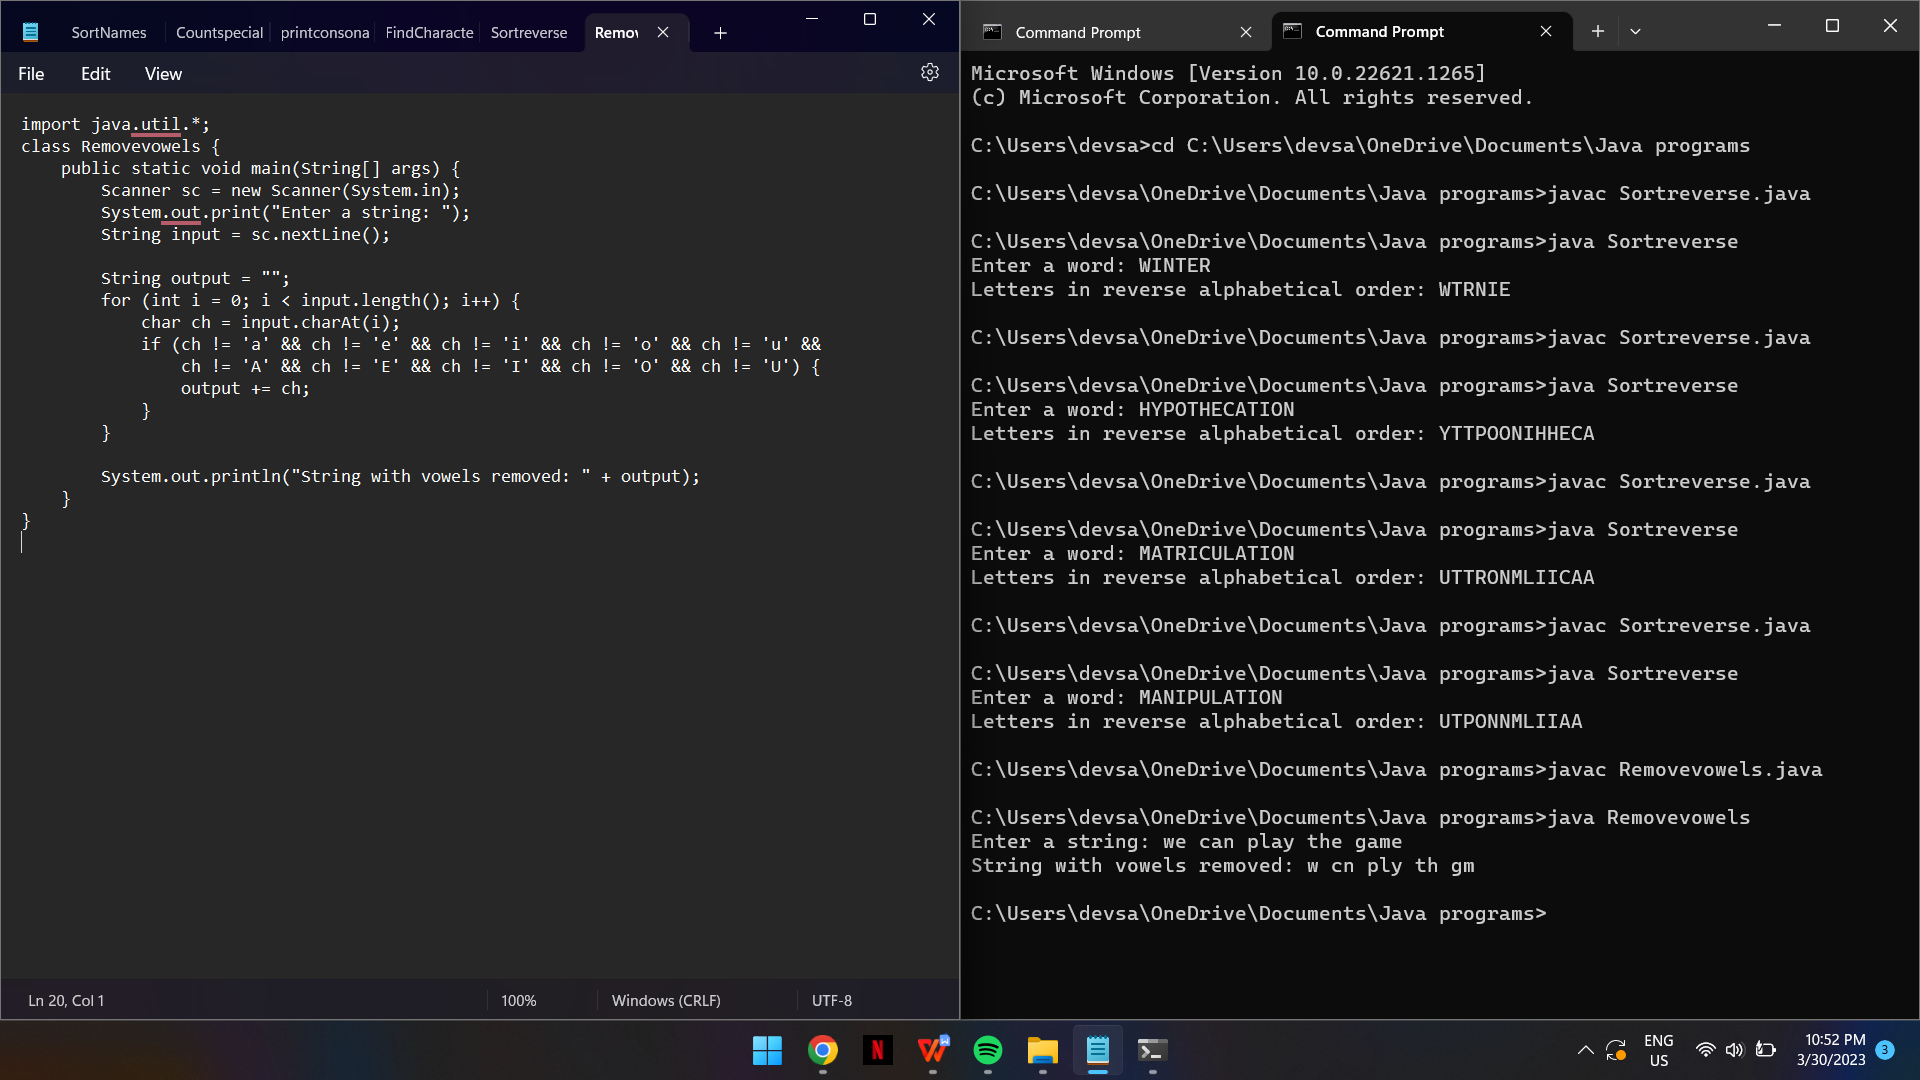 SortNames Countspecial printconsona FindCharacte Sortreverse Remov
File Edit View
import java.util.*;
class Removevowels {
    public static void main(String[] args) {
        Scanner sc = new Scanner(System.in);
        System.out.print("Enter a string: ");
        String input = sc.nextLine();
        String output = "";
        for (int i = 0; i < input.length(); i++) {
            char ch = input.charAt(i);
            if (ch != 'a' && ch != 'e' && ch != 'i' && ch != 'o' && ch != 'u' &&
                ch != 'A' && ch != 'E' && ch != 'I' && ch != 'O' && ch != 'U') {
                output += ch;
            }
        }
        System.out.println("String with vowels removed: " + output);
    }
}
Ln 20, Col 1 100% Windows (CRLF) UTF-8
Command Prompt Command Prompt
Microsoft Windows [Version 10.0.22621.1265]
(c) Microsoft Corporation. All rights reserved.
C:\Users\devsa>cd C:\Users\devsa\OneDrive\Documents\Java programs
C:\Users\devsa\OneDrive\Documents\Java programs>javac Sortreverse.java
C:\Users\devsa\OneDrive\Documents\Java programs>java Sortreverse
Enter a word: WINTER
Letters in reverse alphabetical order: WTRNIE
C:\Users\devsa\OneDrive\Documents\Java programs>javac Sortreverse.java
C:\Users\devsa\OneDrive\Documents\Java programs>java Sortreverse
Enter a word: HYPOTHECATION
Letters in reverse alphabetical order: YTTPOONIHHECA
C:\Users\devsa\OneDrive\Documents\Java programs>javac Sortreverse.java
C:\Users\devsa\OneDrive\Documents\Java programs>java Sortreverse
Enter a word: MATRICULATION
Letters in reverse alphabetical order: UTTRONMLIICAA
C:\Users\devsa\OneDrive\Documents\Java programs>javac Sortreverse.java
C:\Users\devsa\OneDrive\Documents\Java programs>java Sortreverse
Enter a word: MANIPULATION
Letters in reverse alphabetical order: UTPONNMLIIAA
C:\Users\devsa\OneDrive\Documents\Java programs>javac Removevowels.java
C:\Users\devsa\OneDrive\Documents\Java programs>java Removevowels
Enter a string: we can play the game
String with vowels removed: w cn ply th gm
C:\Users\devsa\OneDrive\Documents\Java programs>
ENG
US
10:52 PM
3/30/2023
3